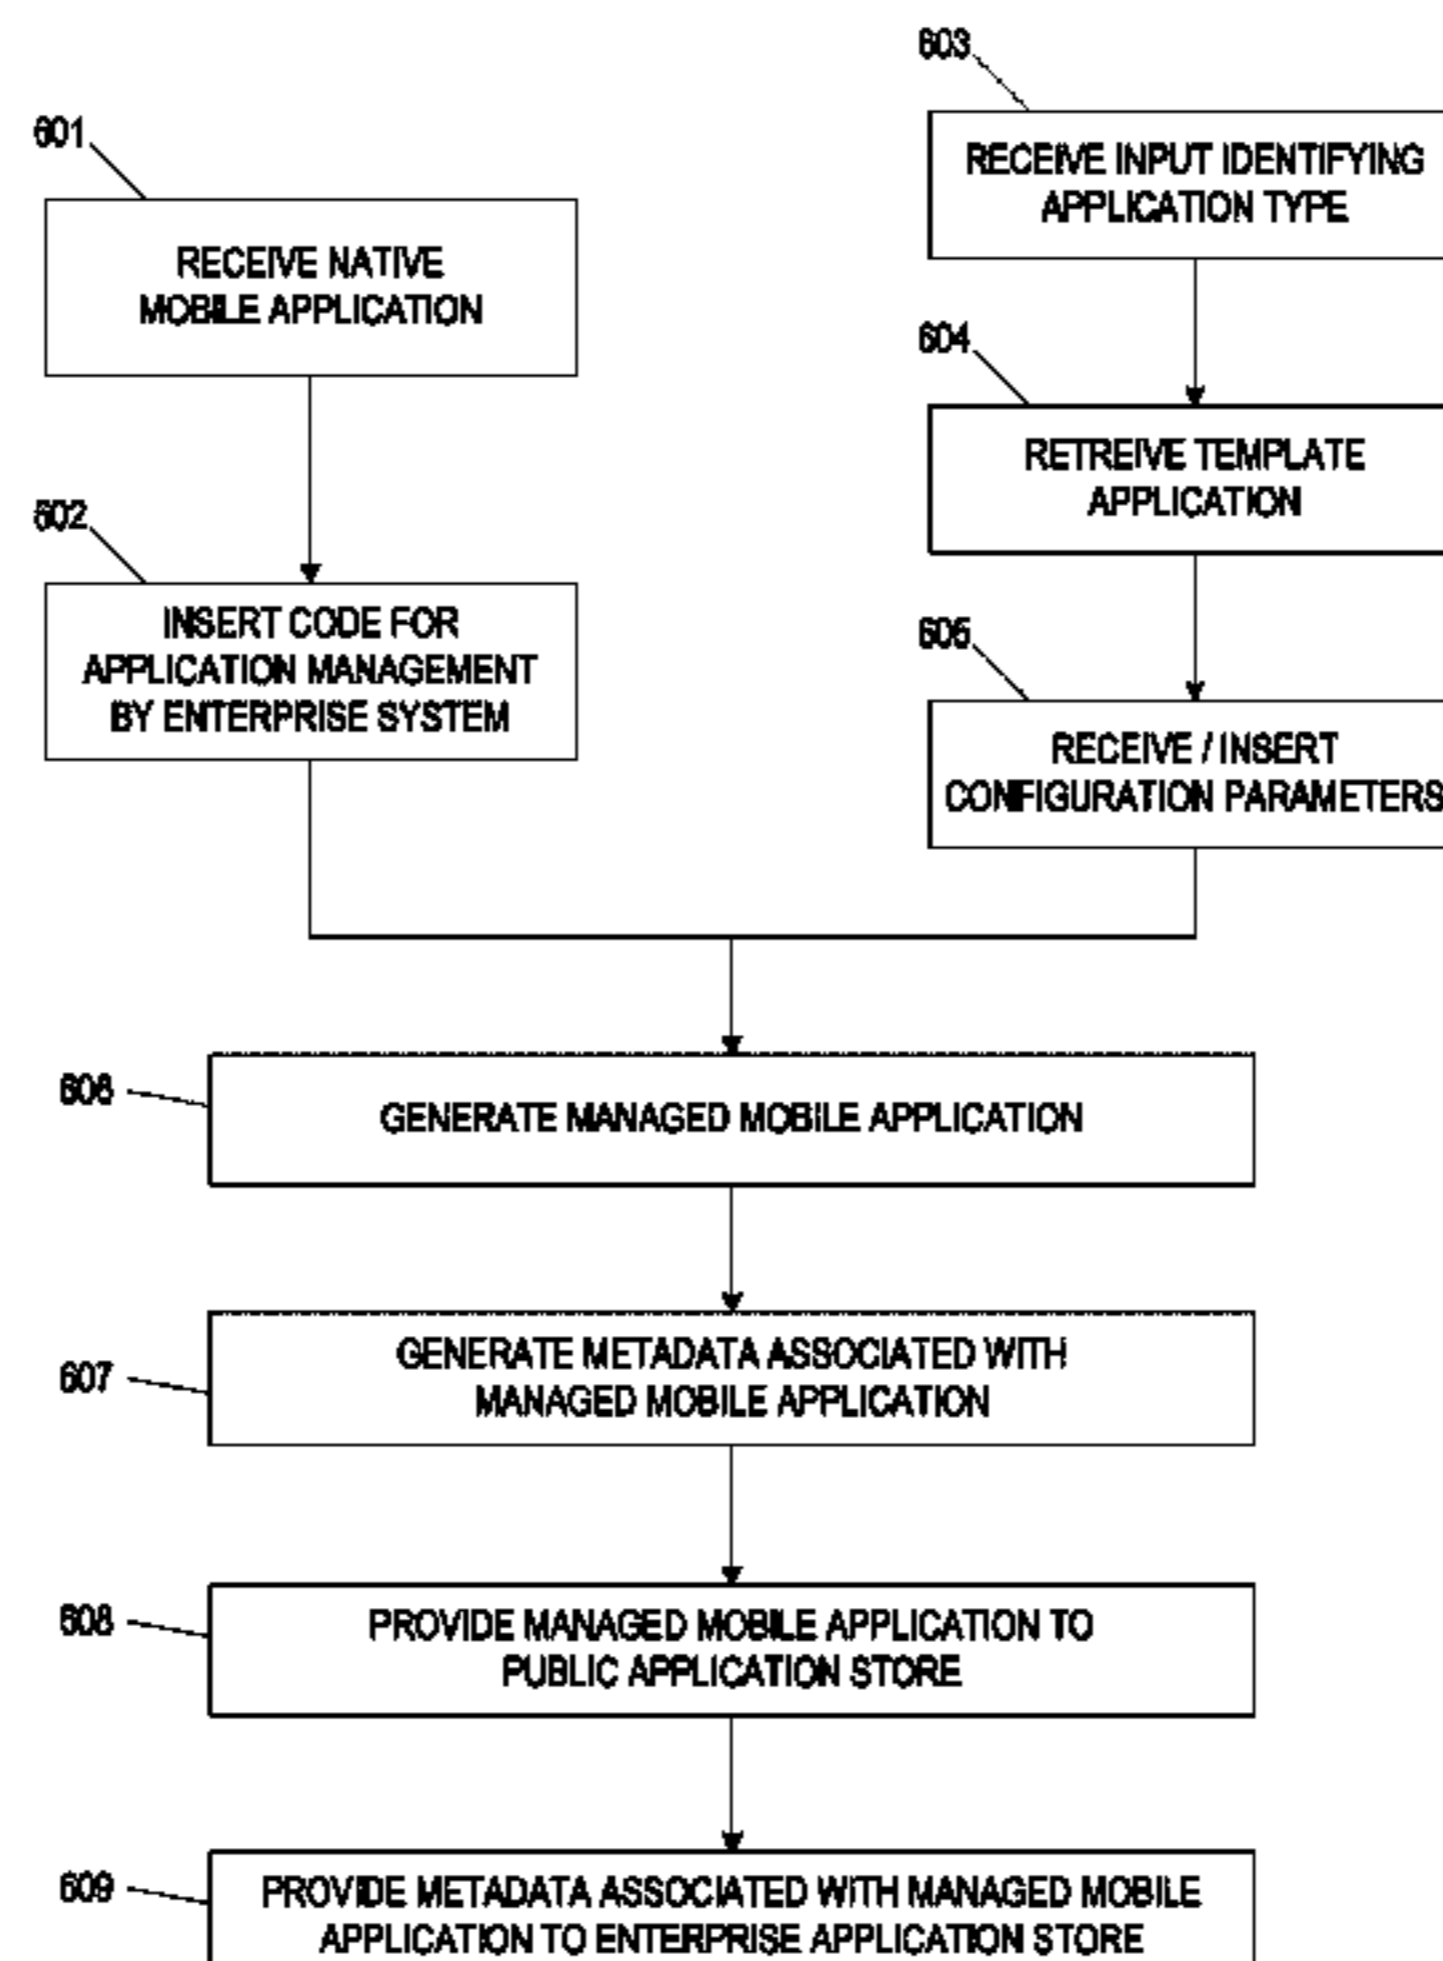 601
RECEIVE NATIVE
MOBILE APPLICATION
602
INSERT CODE FOR
APPLICATION MANAGEMENT
BY ENTERPRISE SYSTEM
603
RECEIVE INPUT IDENTIFYING
APPLICATION TYPE
604
RETREIVE TEMPLATE
APPLICATION
605
RECEIVE / INSERT
CONFIGURATION PARAMETERS
606
GENERATE MANAGED MOBILE APPLICATION
607
GENERATE METADATA ASSOCIATED WITH
MANAGED MOBILE APPLICATION
608
PROVIDE MANAGED MOBILE APPLICATION TO
PUBLIC APPLICATION STORE
609
PROVIDE METADATA ASSOCIATED WITH MANAGED MOBILE
APPLICATION TO ENTERPRISE APPLICATION STORE